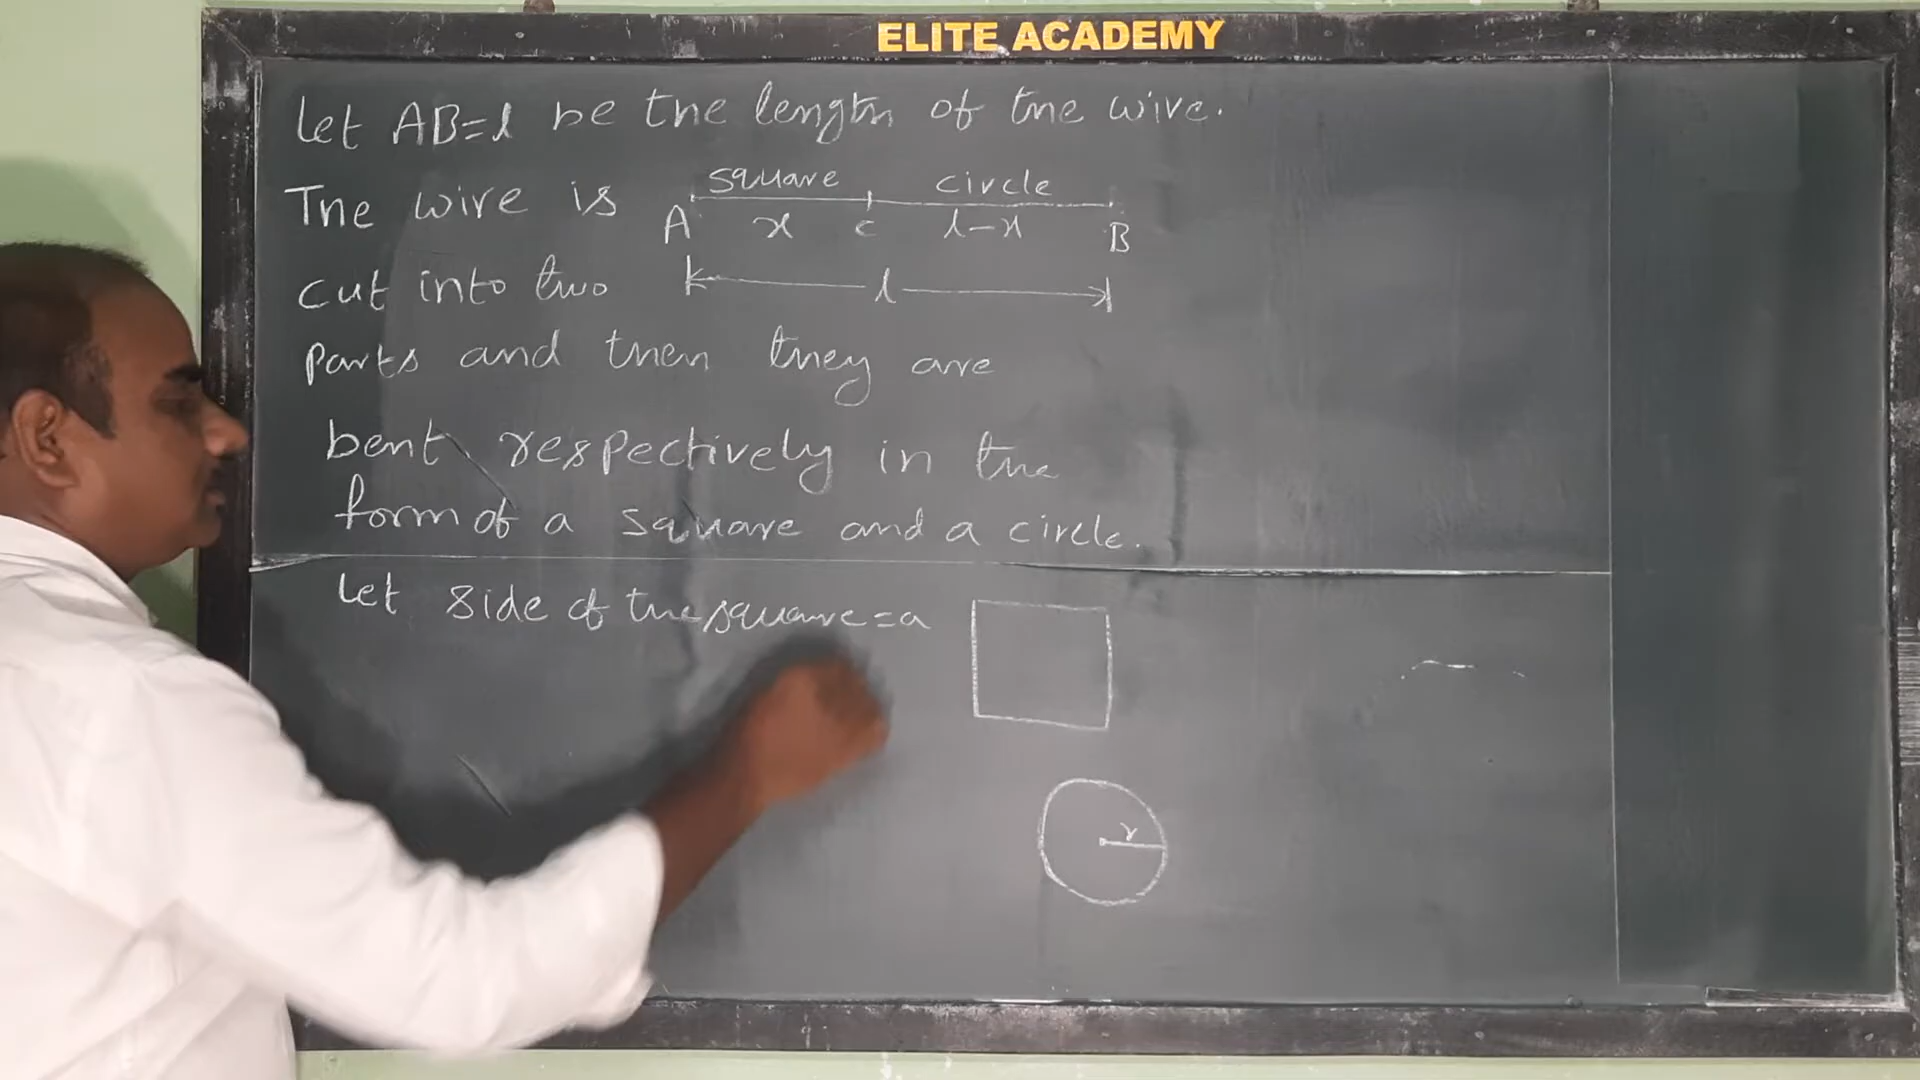 ELITE ACADEMY
Let AB=l be the length of the wire.
square circle
The wire is A x C l-x B
cut into two l
parts and then they are
bent respectively in the
form of a square and a circle.
Let side of the square=a
r